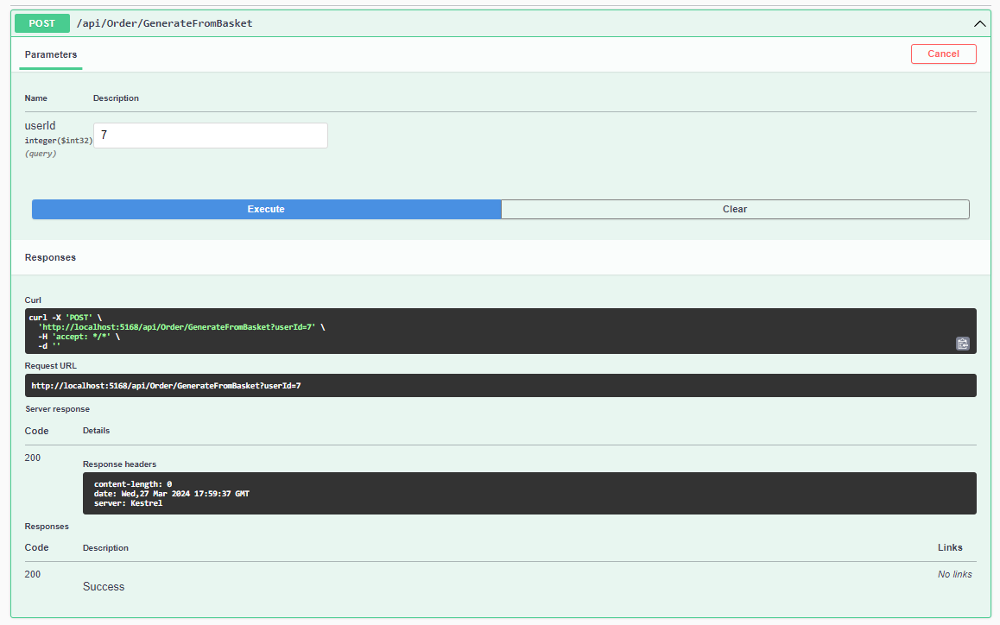 POST /api/Order/GenerateFromBasket
Parameters
Cancel
Name Description
userId
integer($int32)
(query)
7
Execute Clear
Responses
Curl
curl -X 'POST' \
'http://localhost:5168/api/Order/GenerateFromBasket?userId=7' \
-H 'accept: */*' \
-d ''
Request URL
http://localhost:5168/api/Order/GenerateFromBasket?userId=7
Server response
Code Details
200
Response headers
content-length: 0
date: Wed,27 Mar 2024 17:59:37 GMT
server: Kestrel
Responses
Code Description Links
200 No links
Success